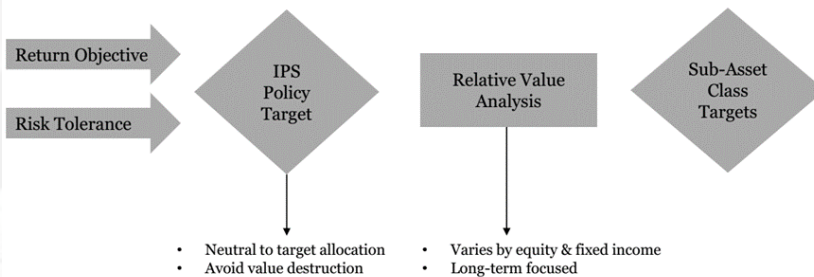 Return Objective
Risk Tolerance
IPS
Policy
Target
Relative Value
Analysis
Sub-Asset
Class
Targets
• Neutral to target allocation
• Avoid value destruction
• Varies by equity & fixed income
• Long-term focused